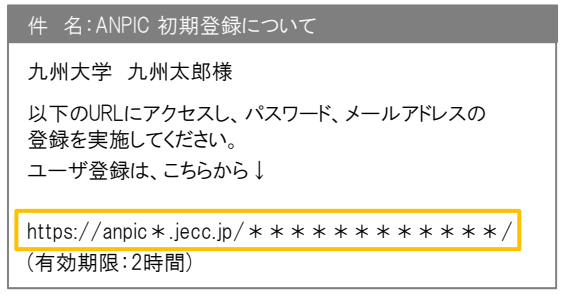 件 名:ANPIC 初期登録について
九州大学 九州太郎様
以下のURLにアクセスし、パスワード、メールアドレスの
登録を実施してください。
ユーザ登録は、こちらから↓
https://anpic*.jecc.jp/************/
(有効期限:2時間)